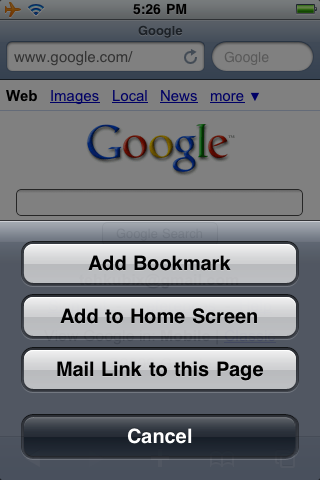 5:26 PM
Google
www.google.com/
Google
Web Images Local News more ▼
Google™
Google Search
Add Bookmark
Add to Home Screen
Mail Link to this Page
Cancel